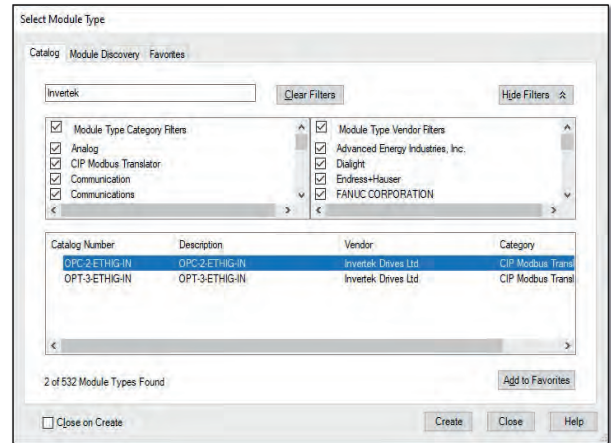 Select Module Type
Catalog Module Discovery Favorites
Invertek Clear Filters Hide Filters
Module Type Category Filters
Analog
CIP Modbus Translator
Communication
Communications
Module Type Vendor Filters
Advanced Energy Industries, Inc.
Dialight
Endress+Hauser
FANUC CORPORATION
Catalog Number Description Vendor Category
OPC-2-ETHIG-IN OPC-2-ETHIG-IN Invertek Drives Ltd CIP Modbus Transl
OPT-3-ETHIG-IN OPT-3-ETHIG-IN Invertek Drives Ltd CIP Modbus Transl
2 of 532 Module Types Found Add to Favorites
Close on Create Create Close Help